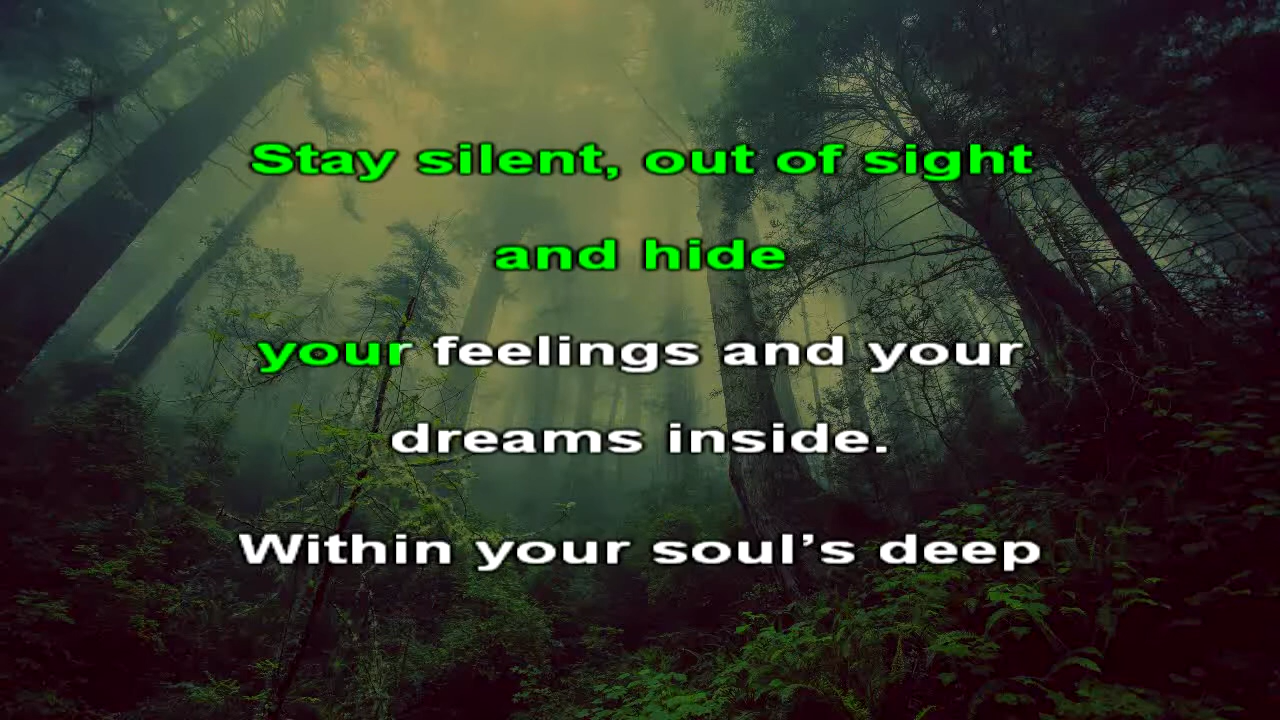 Stay silent, out of sight
and hide
your feelings and your
dreams inside.
Within your soul’s deep